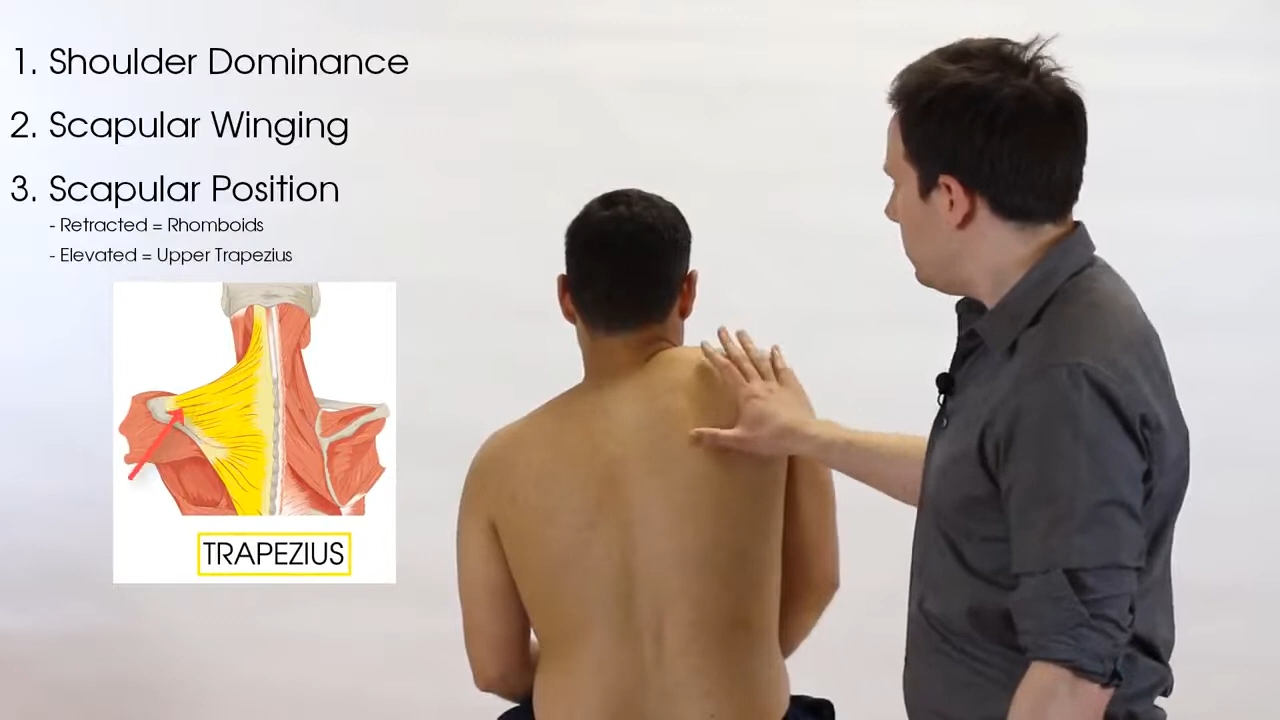 1. Shoulder Dominance
2. Scapular Winging
3. Scapular Position
- Retracted = Rhomboids
- Elevated = Upper Trapezius
TRAPEZIUS